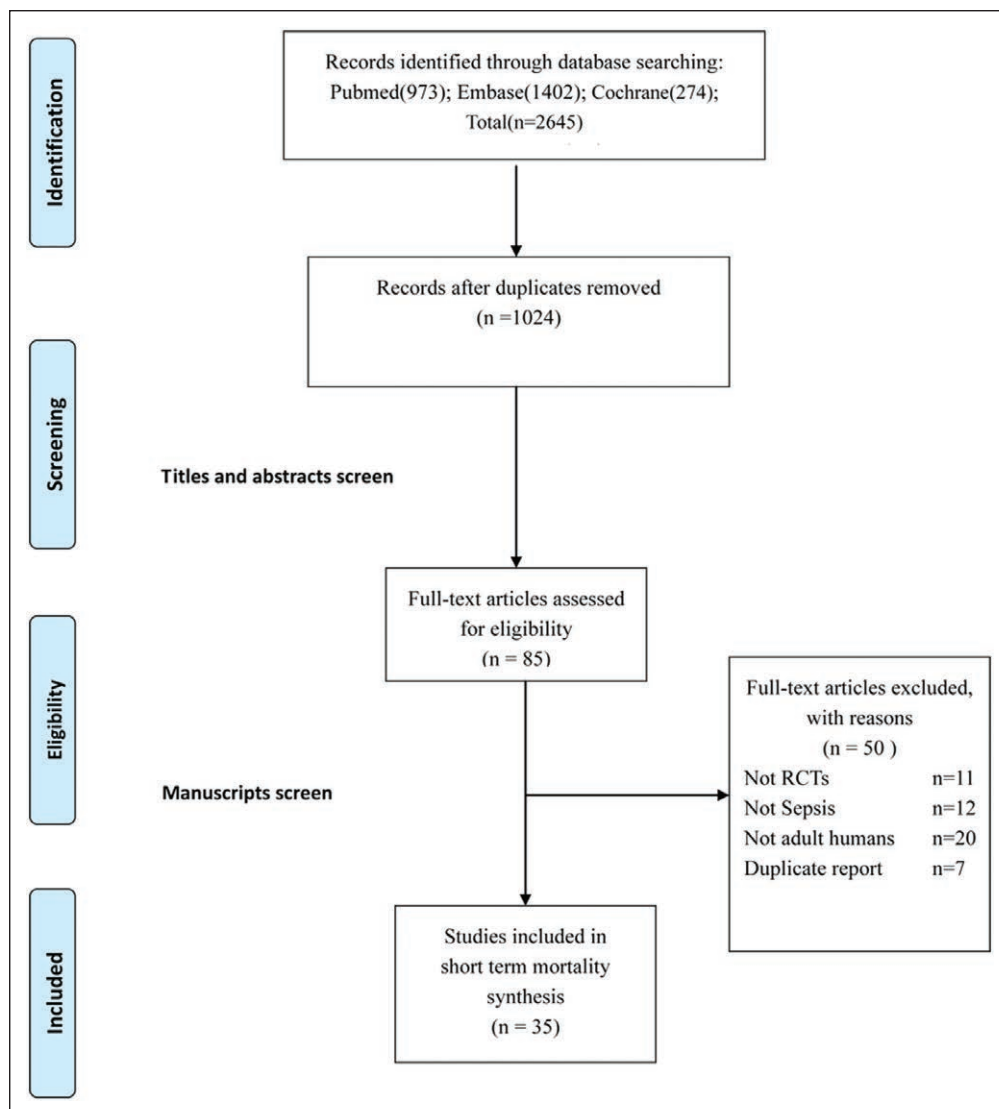 Identification
Records identified through database searching:
Pubmed(973); Embase(1402); Cochrane(274);
Total(n=2645)
Records after duplicates removed
(n =1024)
Screening
Titles and abstracts screen
Full-text articles assessed
for eligibility
(n = 85)
Eligibility
Manuscripts screen
Full-text articles excluded,
with reasons
(n = 50 )
Not RCTs n=11
Not Sepsis n=12
Not adult humans n=20
Duplicate report n=7
Included
Studies included in
short term mortality
synthesis
(n = 35)